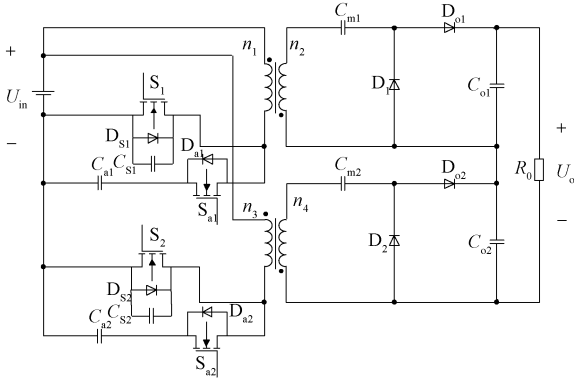 C_m1
D_o1
n_1
n_2
+
U_in
−
S_1
D_S1
C_S1
D_a1
C_a1
S_a1
D_1
C_o1
C_m2
D_o2
R_0
+
U_o
−
n_3
n_4
S_2
D_S2
C_S2
D_a2
C_a2
S_a2
D_2
C_o2